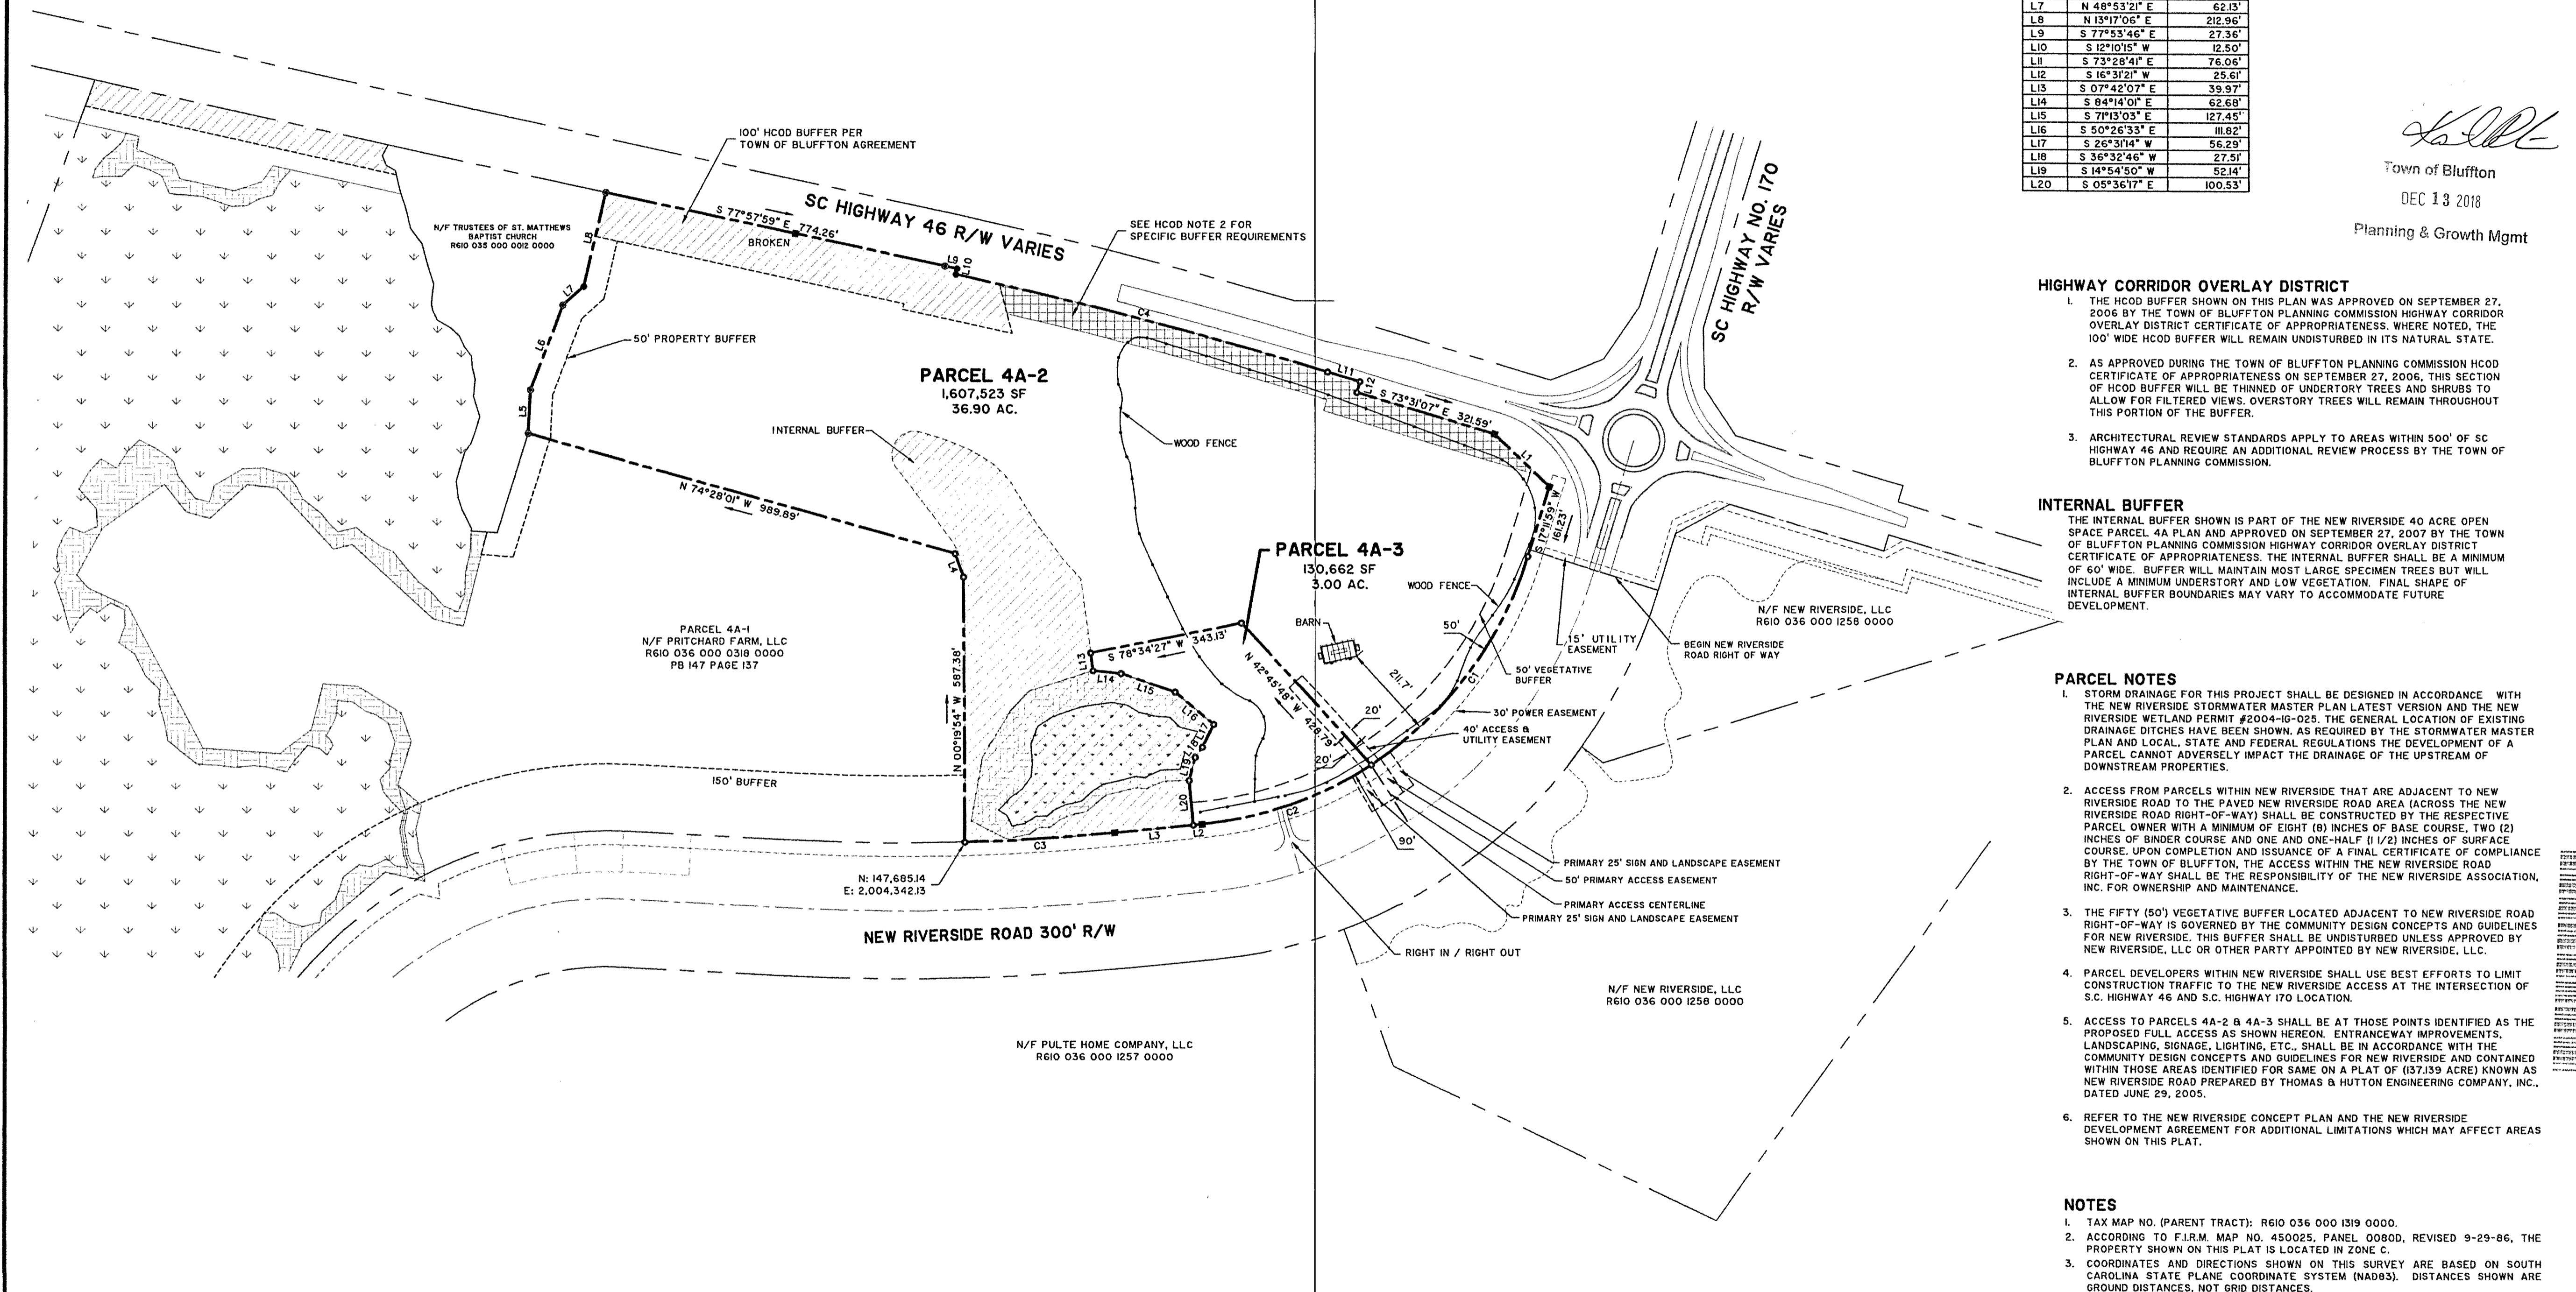 100' HCOD BUFFER PER
TOWN OF BLUFFTON AGREEMENT
N/F TRUSTEES OF ST. MATTHEWS
BAPTIST CHURCH
R610 035 000 0012 0000
S 77°57'59" E 774.26'
BROKEN
SC HIGHWAY 46 R/W VARIES
SEE HCOD NOTE 2 FOR
SPECIFIC BUFFER REQUIREMENTS
SC HIGHWAY NO. 170
R/W VARIES
L8
L7
L6
L5
L9
L10
C4
L11
L12
S 73°31'07" E 321.59'
L1
S 17°11'59" W
161.23'
50' PROPERTY BUFFER
PARCEL 4A-2
1,607,523 SF
36.90 AC.
INTERNAL BUFFER
WOOD FENCE
N 74°28'01" W 989.89'
L4
PARCEL 4A-3
130,662 SF
3.00 AC.
WOOD FENCE
BARN
50'
15' UTILITY
EASEMENT
BEGIN NEW RIVERSIDE
ROAD RIGHT OF WAY
N/F NEW RIVERSIDE, LLC
R610 036 000 1258 0000
PARCEL 4A-1
N/F PRITCHARD FARM, LLC
R610 036 000 0318 0000
PB 147 PAGE 137
S 78°34'27" W 343.13'
L13
L14
L15
L16
L17
L18
L19
L20
N 42°45'48" W 428.79'
211.7'
C1
50' VEGETATIVE
BUFFER
30' POWER EASEMENT
20'
40' ACCESS &
UTILITY EASEMENT
20'
N 00°19'54" W 587.38'
150' BUFFER
C3
L3
L2
C2
90'
N: 147,685.14
E: 2,004,342.13
PRIMARY 25' SIGN AND LANDSCAPE EASEMENT
50' PRIMARY ACCESS EASEMENT
PRIMARY ACCESS CENTERLINE
PRIMARY 25' SIGN AND LANDSCAPE EASEMENT
RIGHT IN / RIGHT OUT
NEW RIVERSIDE ROAD 300' R/W
N/F NEW RIVERSIDE, LLC
R610 036 000 1258 0000
N/F PULTE HOME COMPANY, LLC
R610 036 000 1257 0000
L7 N 48°53'21" E 62.13'
L8 N 13°17'06" E 212.96'
L9 S 77°53'46" E 27.36'
L10 S 12°10'15" W 12.50'
L11 S 73°28'41" E 76.06'
L12 S 16°31'21" W 25.61'
L13 S 07°42'07" E 39.97'
L14 S 84°14'01" E 62.68'
L15 S 71°13'03" E 127.45'
L16 S 50°26'33" E 111.82'
L17 S 26°31'14" W 56.29'
L18 S 36°32'46" W 27.51'
L19 S 14°54'50" W 52.14'
L20 S 05°36'17" E 100.53'
Town of Bluffton
DEC 13 2018
Planning & Growth Mgmt
HIGHWAY CORRIDOR OVERLAY DISTRICT
1. THE HCOD BUFFER SHOWN ON THIS PLAN WAS APPROVED ON SEPTEMBER 27,
2006 BY THE TOWN OF BLUFFTON PLANNING COMMISSION HIGHWAY CORRIDOR
OVERLAY DISTRICT CERTIFICATE OF APPROPRIATENESS. WHERE NOTED, THE
100' WIDE HCOD BUFFER WILL REMAIN UNDISTURBED IN ITS NATURAL STATE.
2. AS APPROVED DURING THE TOWN OF BLUFFTON PLANNING COMMISSION HCOD
CERTIFICATE OF APPROPRIATENESS ON SEPTEMBER 27, 2006, THIS SECTION
OF HCOD BUFFER WILL BE THINNED OF UNDERTORY TREES AND SHRUBS TO
ALLOW FOR FILTERED VIEWS. OVERSTORY TREES WILL REMAIN THROUGHOUT
THIS PORTION OF THE BUFFER.
3. ARCHITECTURAL REVIEW STANDARDS APPLY TO AREAS WITHIN 500' OF SC
HIGHWAY 46 AND REQUIRE AN ADDITIONAL REVIEW PROCESS BY THE TOWN OF
BLUFFTON PLANNING COMMISSION.
INTERNAL BUFFER
THE INTERNAL BUFFER SHOWN IS PART OF THE NEW RIVERSIDE 40 ACRE OPEN
SPACE PARCEL 4A PLAN AND APPROVED ON SEPTEMBER 27, 2007 BY THE TOWN
OF BLUFFTON PLANNING COMMISSION HIGHWAY CORRIDOR OVERLAY DISTRICT
CERTIFICATE OF APPROPRIATENESS. THE INTERNAL BUFFER SHALL BE A MINIMUM
OF 60' WIDE. BUFFER WILL MAINTAIN MOST LARGE SPECIMEN TREES BUT WILL
INCLUDE A MINIMUM UNDERSTORY AND LOW VEGETATION. FINAL SHAPE OF
INTERNAL BUFFER BOUNDARIES MAY VARY TO ACCOMMODATE FUTURE
DEVELOPMENT.
PARCEL NOTES
1. STORM DRAINAGE FOR THIS PROJECT SHALL BE DESIGNED IN ACCORDANCE WITH
THE NEW RIVERSIDE STORMWATER MASTER PLAN LATEST VERSION AND THE NEW
RIVERSIDE WETLAND PERMIT #2004-IG-025. THE GENERAL LOCATION OF EXISTING
DRAINAGE DITCHES HAVE BEEN SHOWN. AS REQUIRED BY THE STORMWATER MASTER
PLAN AND LOCAL, STATE AND FEDERAL REGULATIONS THE DEVELOPMENT OF A
PARCEL CANNOT ADVERSELY IMPACT THE DRAINAGE OF THE UPSTREAM OF
DOWNSTREAM PROPERTIES.
2. ACCESS FROM PARCELS WITHIN NEW RIVERSIDE THAT ARE ADJACENT TO NEW
RIVERSIDE ROAD TO THE PAVED NEW RIVERSIDE ROAD AREA (ACROSS THE NEW
RIVERSIDE ROAD RIGHT-OF-WAY) SHALL BE CONSTRUCTED BY THE RESPECTIVE
PARCEL OWNER WITH A MINIMUM OF EIGHT (8) INCHES OF BASE COURSE, TWO (2)
INCHES OF BINDER COURSE AND ONE AND ONE-HALF (1 1/2) INCHES OF SURFACE
COURSE. UPON COMPLETION AND ISSUANCE OF A FINAL CERTIFICATE OF COMPLIANCE
BY THE TOWN OF BLUFFTON, THE ACCESS WITHIN THE NEW RIVERSIDE ROAD
RIGHT-OF-WAY SHALL BE THE RESPONSIBILITY OF THE NEW RIVERSIDE ASSOCIATION,
INC. FOR OWNERSHIP AND MAINTENANCE.
3. THE FIFTY (50') VEGETATIVE BUFFER LOCATED ADJACENT TO NEW RIVERSIDE ROAD
RIGHT-OF-WAY IS GOVERNED BY THE COMMUNITY DESIGN CONCEPTS AND GUIDELINES
FOR NEW RIVERSIDE. THIS BUFFER SHALL BE UNDISTURBED UNLESS APPROVED BY
NEW RIVERSIDE, LLC OR OTHER PARTY APPOINTED BY NEW RIVERSIDE, LLC.
4. PARCEL DEVELOPERS WITHIN NEW RIVERSIDE SHALL USE BEST EFFORTS TO LIMIT
CONSTRUCTION TRAFFIC TO THE NEW RIVERSIDE ACCESS AT THE INTERSECTION OF
S.C. HIGHWAY 46 AND S.C. HIGHWAY 170 LOCATION.
5. ACCESS TO PARCELS 4A-2 & 4A-3 SHALL BE AT THOSE POINTS IDENTIFIED AS THE
PROPOSED FULL ACCESS AS SHOWN HEREON. ENTRANCEWAY IMPROVEMENTS,
LANDSCAPING, SIGNAGE, LIGHTING, ETC., SHALL BE IN ACCORDANCE WITH THE
COMMUNITY DESIGN CONCEPTS AND GUIDELINES FOR NEW RIVERSIDE AND CONTAINED
WITHIN THOSE AREAS IDENTIFIED FOR SAME ON A PLAT OF (137.139 ACRE) KNOWN AS
NEW RIVERSIDE ROAD PREPARED BY THOMAS & HUTTON ENGINEERING COMPANY, INC.,
DATED JUNE 29, 2005.
6. REFER TO THE NEW RIVERSIDE CONCEPT PLAN AND THE NEW RIVERSIDE
DEVELOPMENT AGREEMENT FOR ADDITIONAL LIMITATIONS WHICH MAY AFFECT AREAS
SHOWN ON THIS PLAT.
NOTES
1. TAX MAP NO. (PARENT TRACT): R610 036 000 1319 0000.
2. ACCORDING TO F.I.R.M. MAP NO. 450025, PANEL 0080D, REVISED 9-29-86, THE
PROPERTY SHOWN ON THIS PLAT IS LOCATED IN ZONE C.
3. COORDINATES AND DIRECTIONS SHOWN ON THIS SURVEY ARE BASED ON SOUTH
CAROLINA STATE PLANE COORDINATE SYSTEM (NAD83). DISTANCES SHOWN ARE
GROUND DISTANCES, NOT GRID DISTANCES.